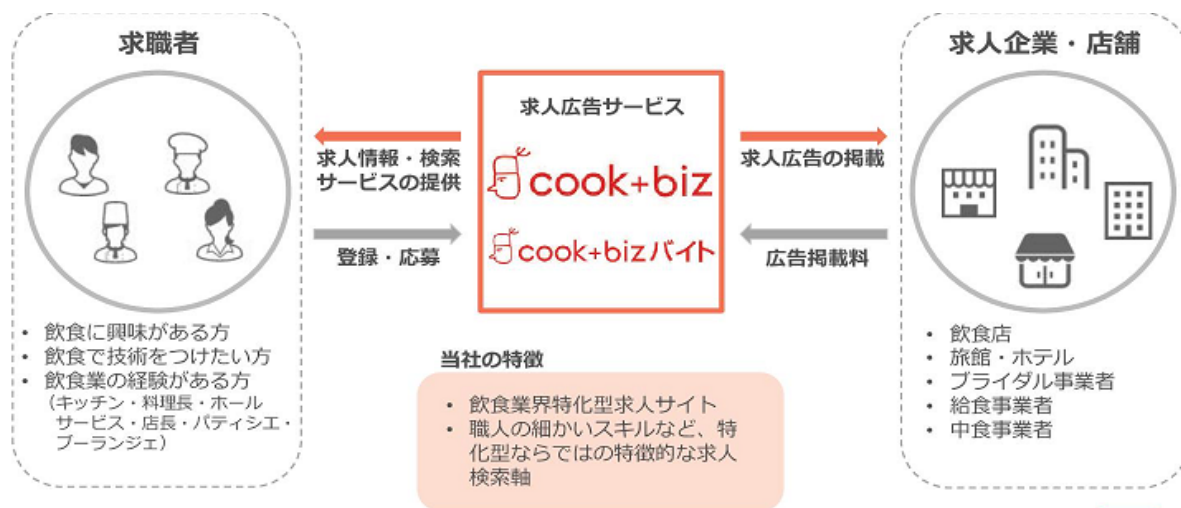 求職者
• 飲食に興味がある方
• 飲食で技術をつけたい方
• 飲食業の経験がある方
（キッチン・料理長・ホール
サービス・店長・パティシエ・
ブーランジェ）
求人情報・検索
サービスの提供
登録・応募
求人広告サービス
cook+biz
cook+bizバイト
求人広告の掲載
広告掲載料
求人企業・店舗
• 飲食店
• 旅館・ホテル
• ブライダル事業者
• 給食事業者
• 中食事業者
当社の特徴
• 飲食業界特化型求人サイト
• 職人の細かいスキルなど、特
化型ならではの特徴的な求人
検索軸